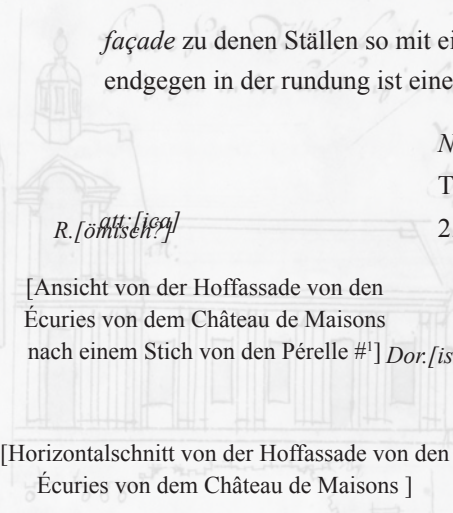 façade zu denen Ställen so mit ei
endgegen in der rundung ist eine
N
T
att:[ica]
R.[ömisch?]
2
[Ansicht von der Hoffassade von den
Écuries von dem Château de Maisons
nach einem Stich von den Pérelle #¹] Dor.[is
[Horizontalschnitt von der Hoffassade von den
Écuries von dem Château de Maisons ]